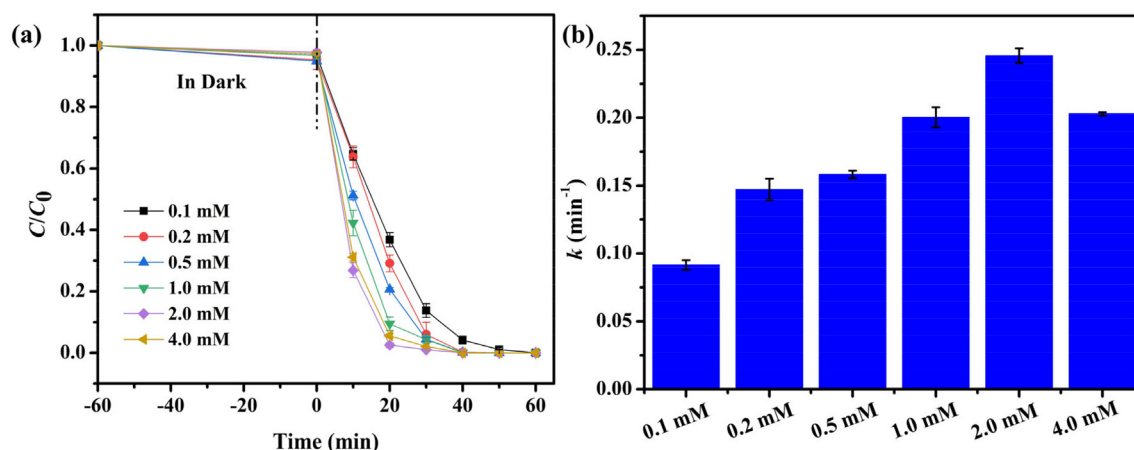 (a)
1.0
0.8
0.6
0.4
0.2
0.0
C/C0
In Dark
0.1 mM
0.2 mM
0.5 mM
1.0 mM
2.0 mM
4.0 mM
-60
-40
-20
0
20
40
60
Time (min)
(b)
0.25
0.20
0.15
0.10
0.05
0.00
k (min-1)
0.1 mM
0.2 mM
0.5 mM
1.0 mM
2.0 mM
4.0 mM